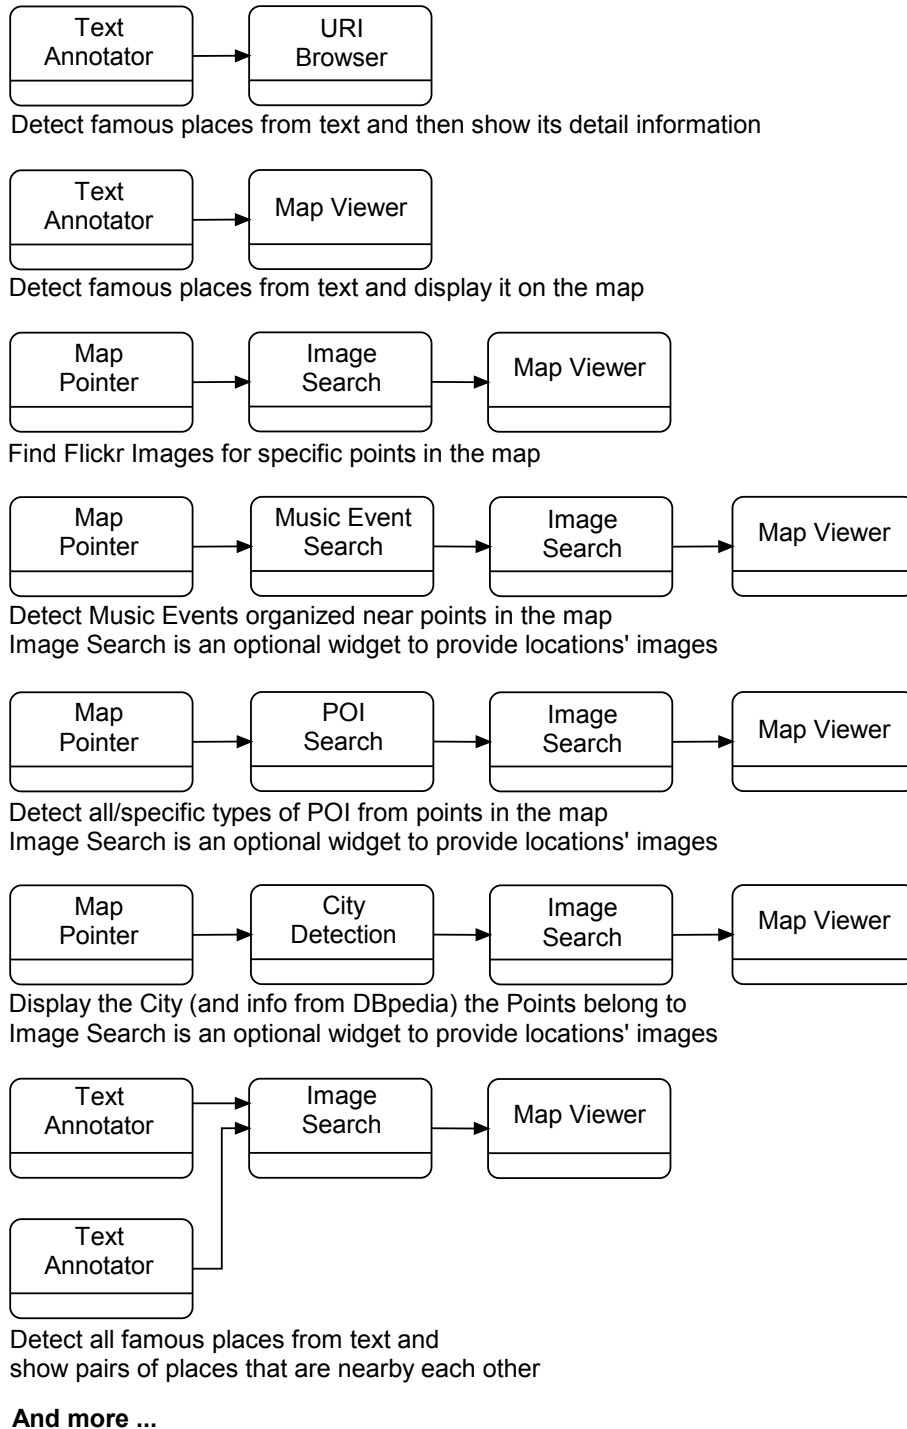 Text
Annotator
URI
Browser
Detect famous places from text and then show its detail information
Text
Annotator
Map Viewer
Detect famous places from text and display it on the map
Map
Pointer
Image
Search
Map Viewer
Find Flickr Images for specific points in the map
Map
Pointer
Music Event
Search
Image
Search
Map Viewer
Detect Music Events organized near points in the map
Image Search is an optional widget to provide locations' images
Map
Pointer
POI
Search
Image
Search
Map Viewer
Detect all/specific types of POI from points in the map
Image Search is an optional widget to provide locations' images
Map
Pointer
City
Detection
Image
Search
Map Viewer
Display the City (and info from DBpedia) the Points belong to
Image Search is an optional widget to provide locations' images
Text
Annotator
Image
Search
Map Viewer
Text
Annotator
Detect all famous places from text and
show pairs of places that are nearby each other
And more ...